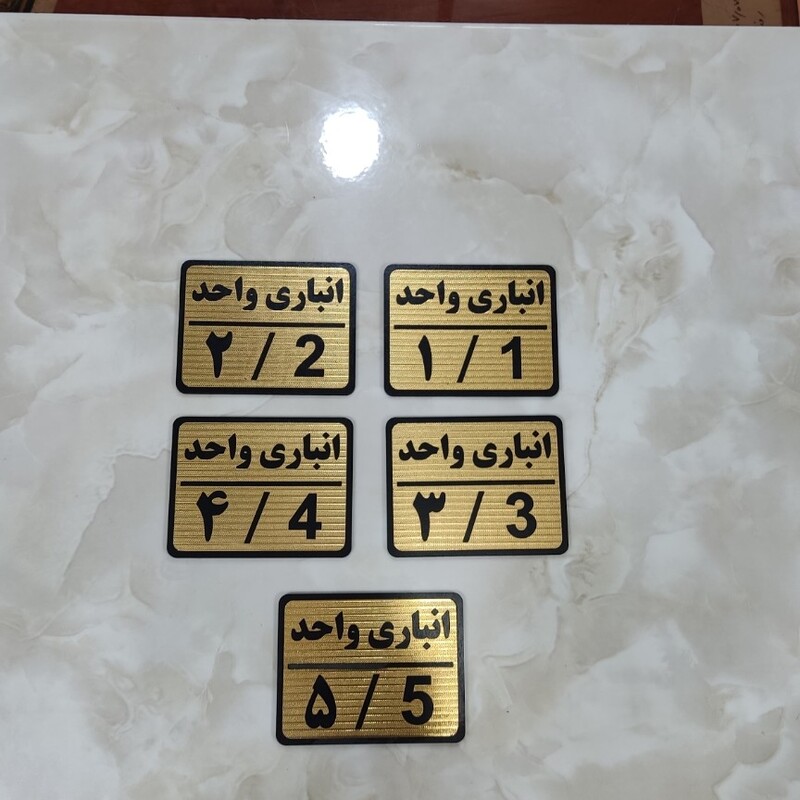 انباری واحد
۱ / 1
انباری واحد
۲ / 2
انباری واحد
۳ / 3
انباری واحد
۴ / 4
انباری واحد
۵ / 5